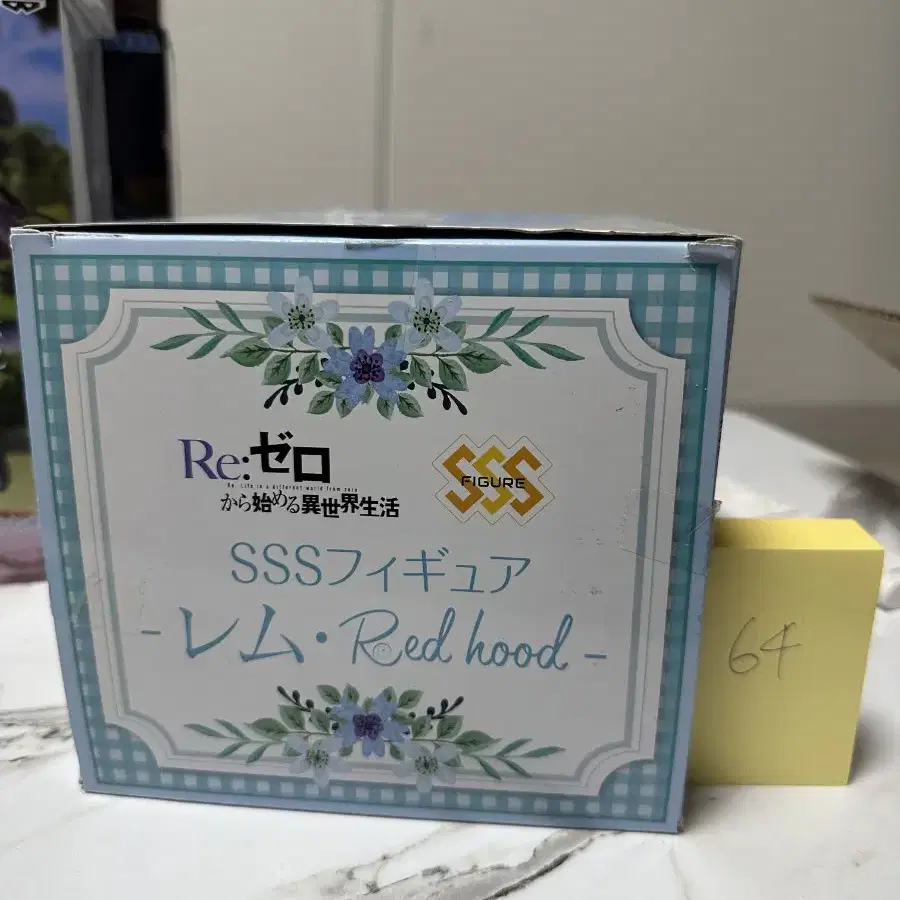 Re:ゼロ
Re: Life in a different world from zero
から始める異世界生活
SSS
FIGURE
SSSフィギュア
-レム・Red hood-
64